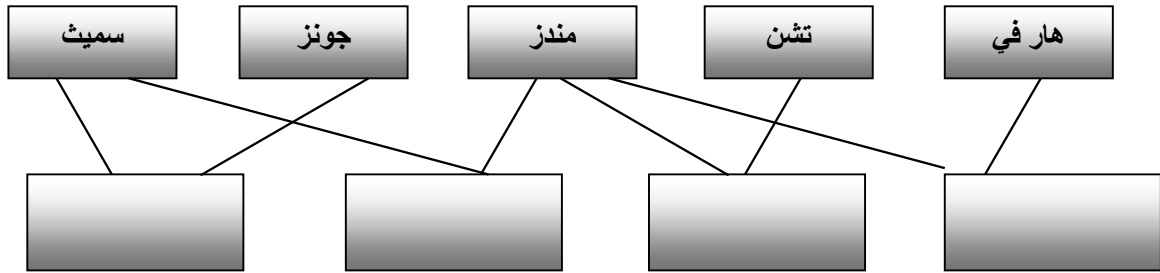 هار في
تشن
مندز
جونز
سميث